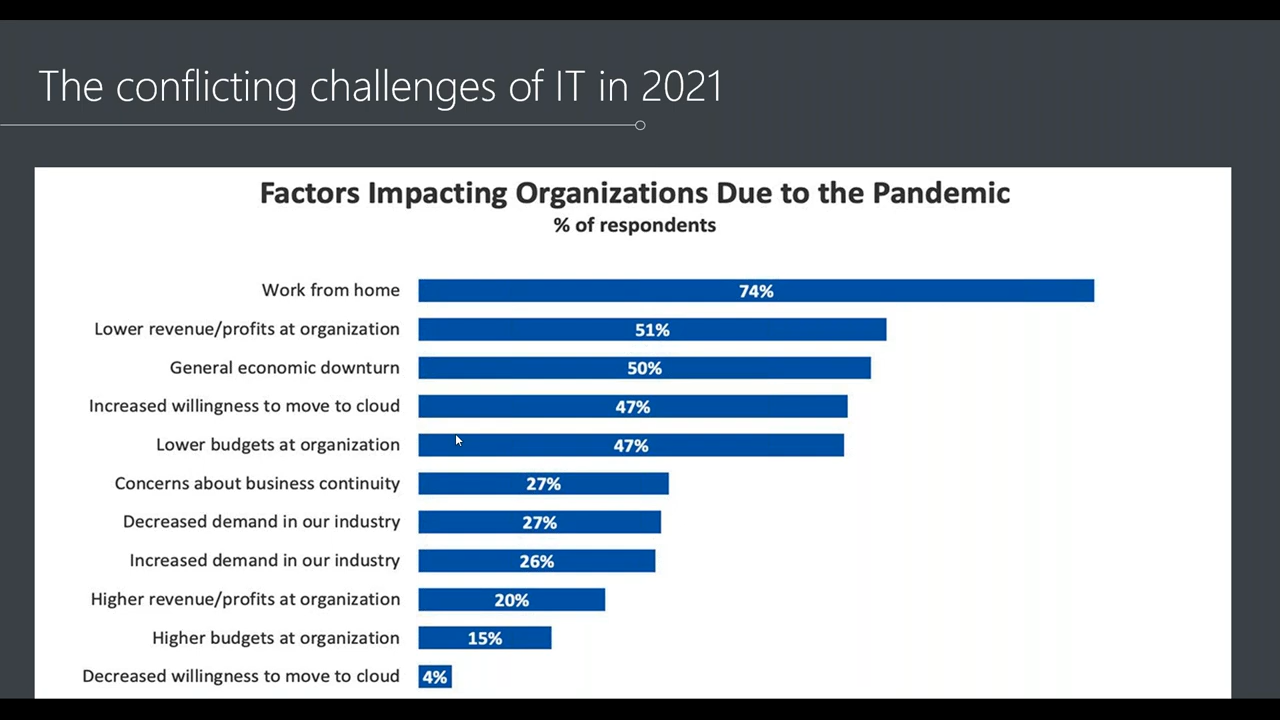 The conflicting challenges of IT in 2021
Factors Impacting Organizations Due to the Pandemic
% of respondents
Work from home 74%
Lower revenue/profits at organization 51%
General economic downturn 50%
Increased willingness to move to cloud 47%
Lower budgets at organization 47%
Concerns about business continuity 27%
Decreased demand in our industry 27%
Increased demand in our industry 26%
Higher revenue/profits at organization 20%
Higher budgets at organization 15%
Decreased willingness to move to cloud 4%